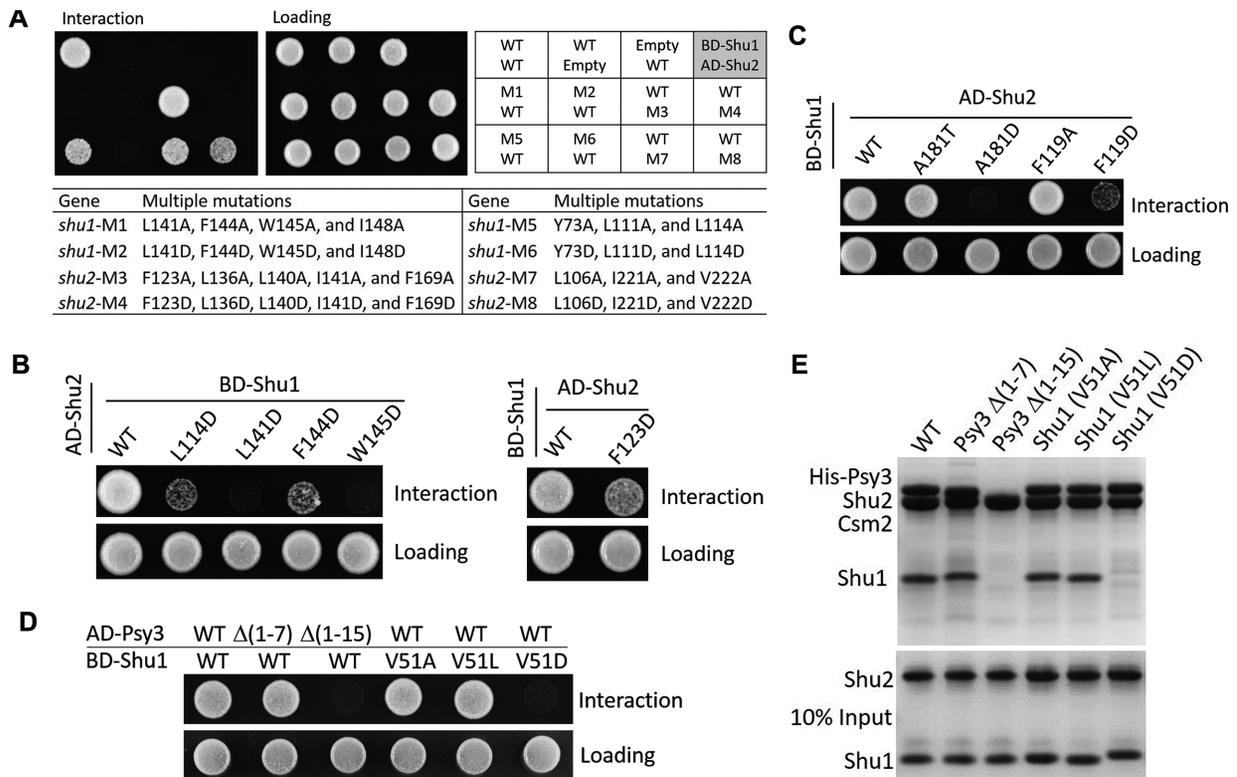 A
Interaction
Loading
WT WT Empty BD-Shu1
WT Empty WT AD-Shu2
M1 M2 WT WT
WT WT M3 M4
M5 M6 WT WT
WT WT M7 M8
Gene Multiple mutations Gene Multiple mutations
shu1-M1 L141A, F144A, W145A, and I148A shu1-M5 Y73A, L111A, and L114A
shu1-M2 L141D, F144D, W145D, and I148D shu1-M6 Y73D, L111D, and L114D
shu2-M3 F123A, L136A, L140A, I141A, and F169A shu2-M7 L106A, I221A, and V222A
shu2-M4 F123D, L136D, L140D, I141D, and F169D shu2-M8 L106D, I221D, and V222D
C
BD-Shu1
AD-Shu2
WT A181T A181D F119A F119D
Interaction
Loading
B
AD-Shu2
BD-Shu1
WT L114D L141D F144D W145D
Interaction
Loading
BD-Shu1
AD-Shu2
WT F123D
Interaction
Loading
D
AD-Psy3 WT Δ(1-7) Δ(1-15) WT WT WT
BD-Shu1 WT WT WT V51A V51L V51D
Interaction
Loading
E
WT Psy3 Δ(1-7) Psy3 Δ(1-15) Shu1 (V51A) Shu1 (V51L) Shu1 (V51D)
His-Psy3
Shu2
Csm2
Shu1
Shu2
10% Input
Shu1